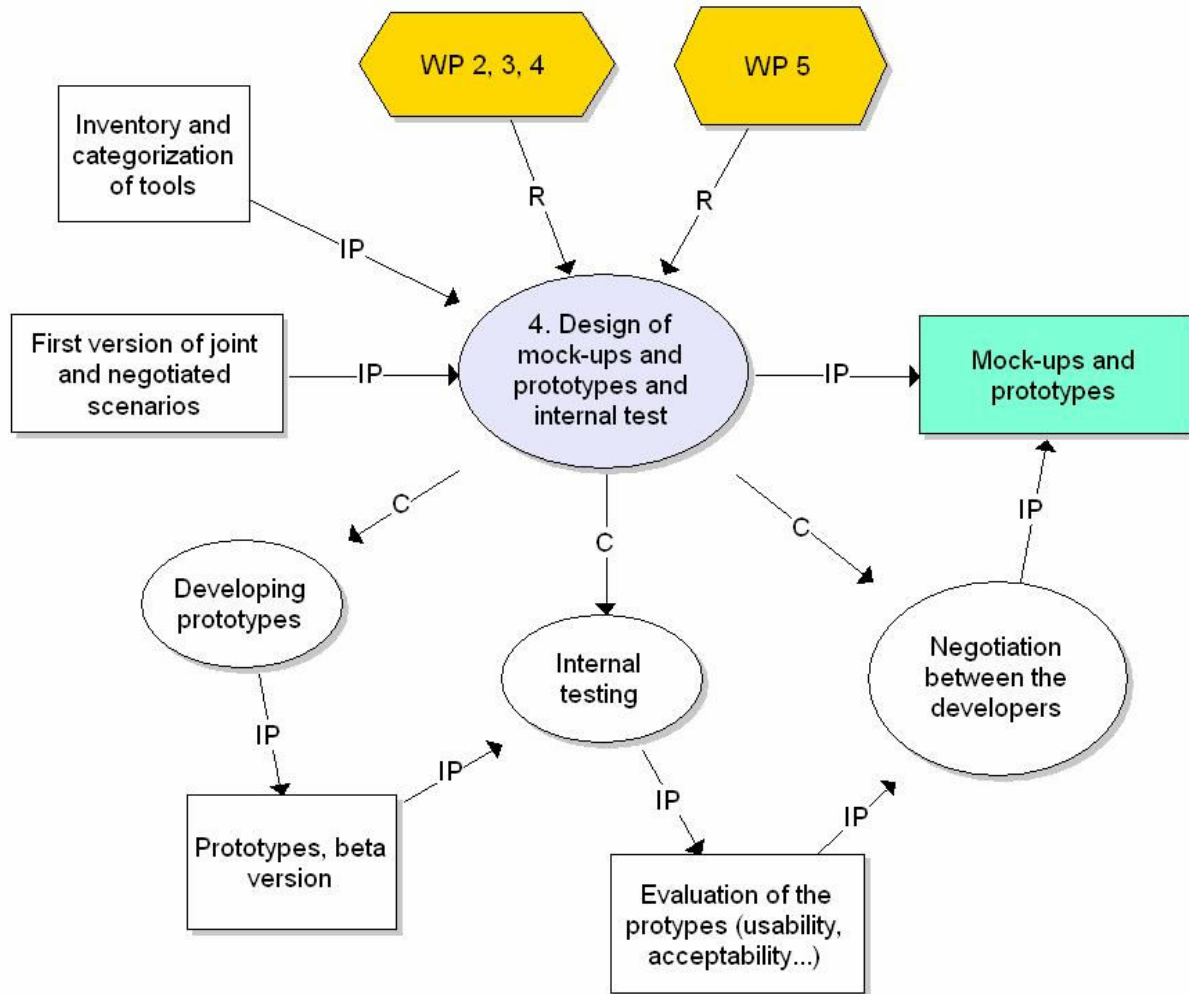 WP 2, 3, 4
WP 5
Inventory and
categorization
of tools
R
R
IP
First version of joint
and negotiated
scenarios
IP
4. Design of
mock-ups and
prototypes and
internal test
IP
Mock-ups and
prototypes
C
C
C
IP
Developing
prototypes
Internal
testing
Negotiation
between the
developers
IP
IP
IP
IP
Prototypes, beta
version
Evaluation of the
protypes (usability,
acceptability...)